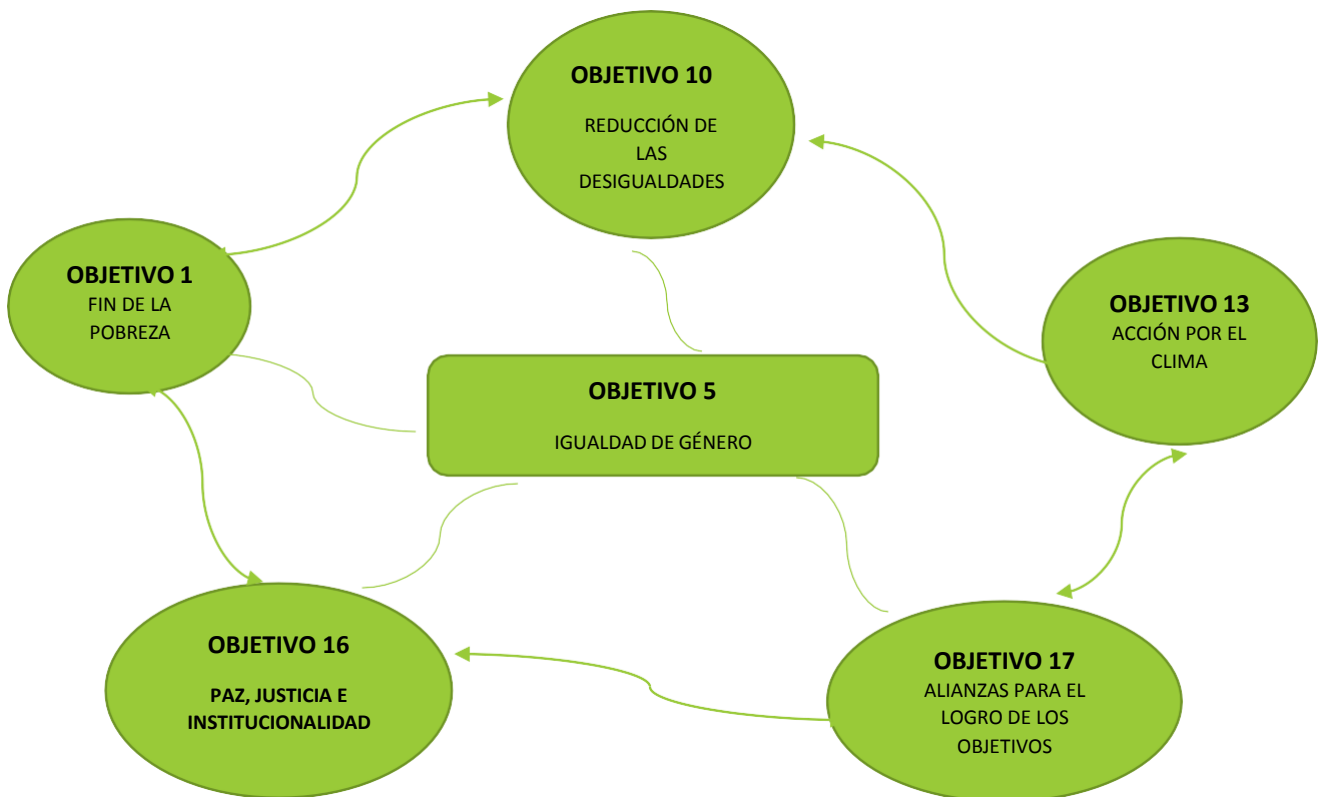 OBJETIVO 10
REDUCCIÓN DE
LAS
DESIGUALDADES
OBJETIVO 1
FIN DE LA
POBREZA
OBJETIVO 13
ACCIÓN POR EL
CLIMA
OBJETIVO 5
IGUALDAD DE GÉNERO
OBJETIVO 16
PAZ, JUSTICIA E
INSTITUCIONALIDAD
OBJETIVO 17
ALIANZAS PARA EL
LOGRO DE LOS
OBJETIVOS